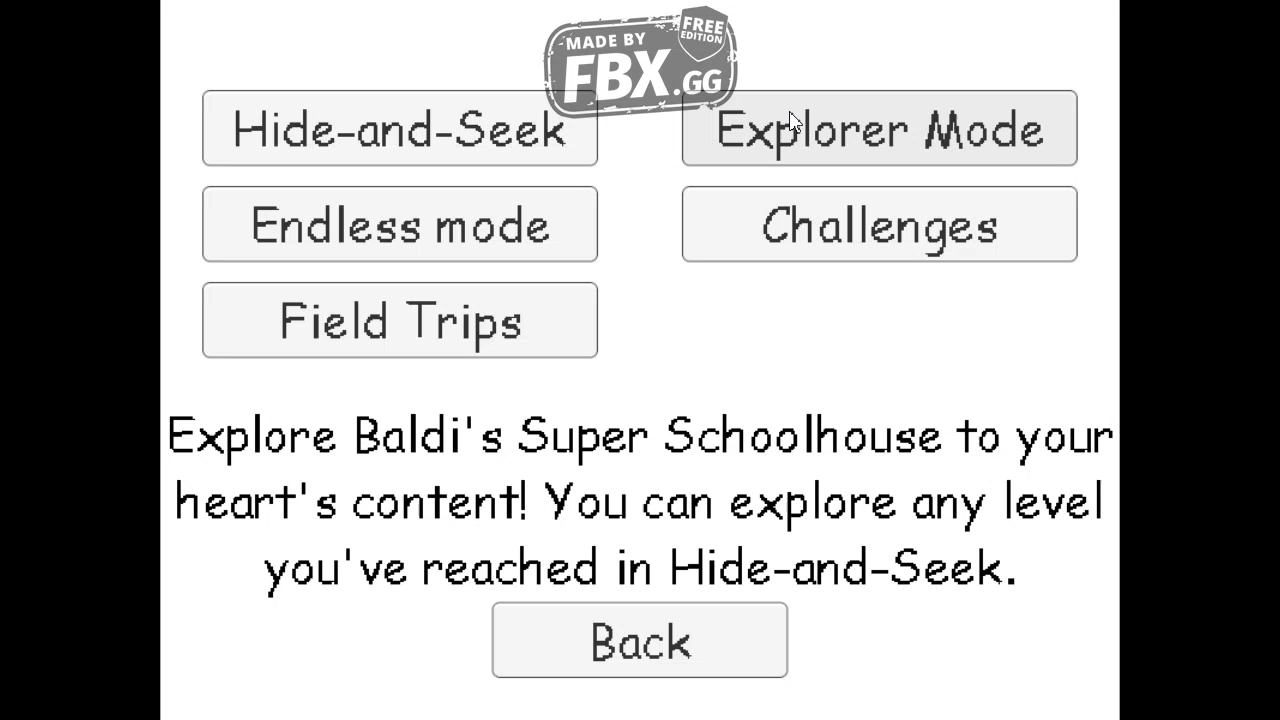 MADE BY
FREE
EDITION
FBX.GG
Hide-and-Seek
Explorer Mode
Endless mode
Challenges
Field Trips
Explore Baldi's Super Schoolhouse to your
heart's content! You can explore any level
you've reached in Hide-and-Seek.
Back